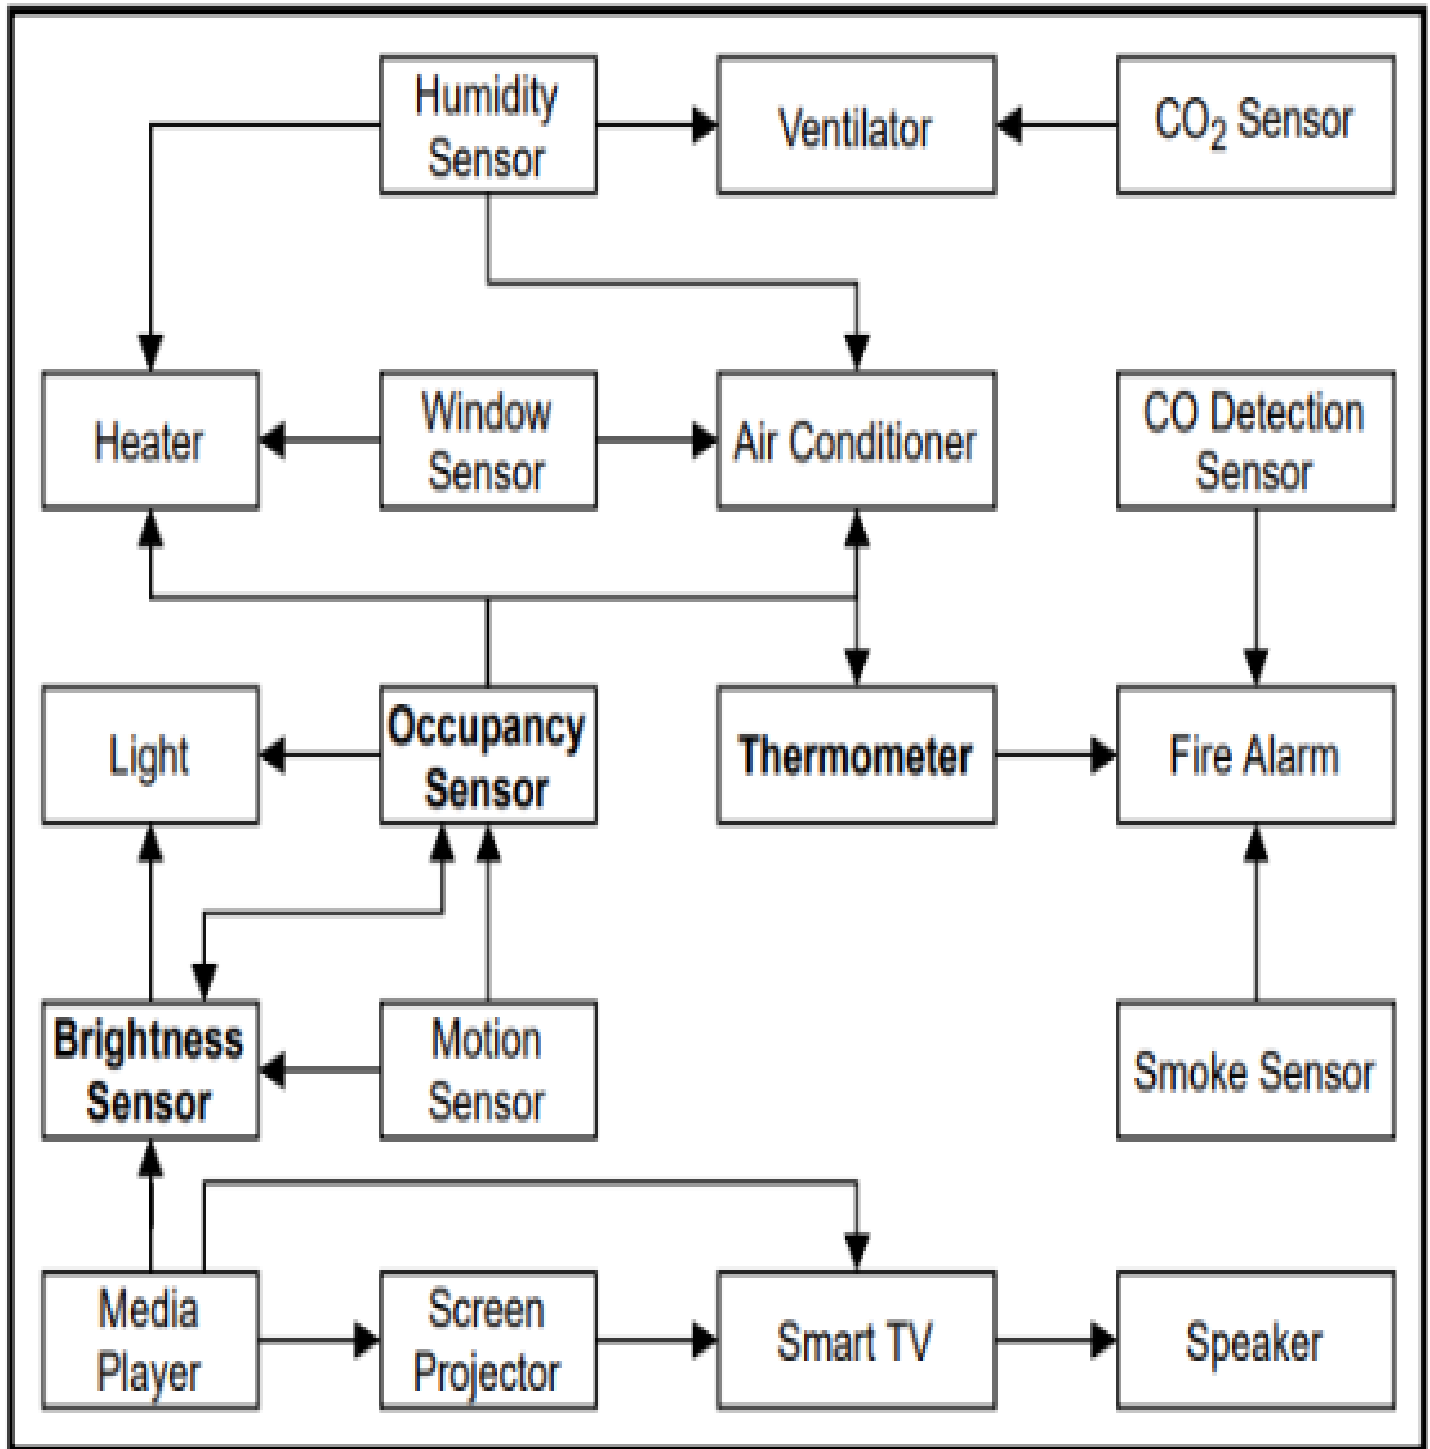 Humidity
Sensor
Ventilator
CO₂ Sensor
Heater
Window
Sensor
Air Conditioner
CO Detection
Sensor
Light
Occupancy
Sensor
Thermometer
Fire Alarm
Brightness
Sensor
Motion
Sensor
Smoke Sensor
Media
Player
Screen
Projector
Smart TV
Speaker